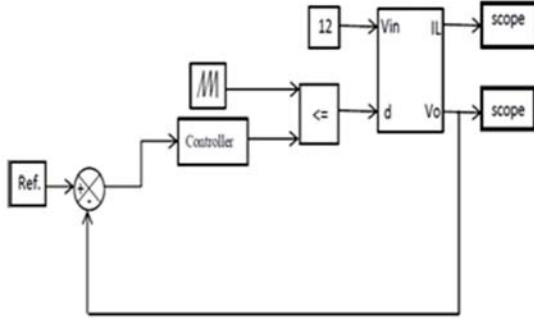 12
Vin
IL
scope
<=
d
Vo
scope
Controller
Ref.
+
-